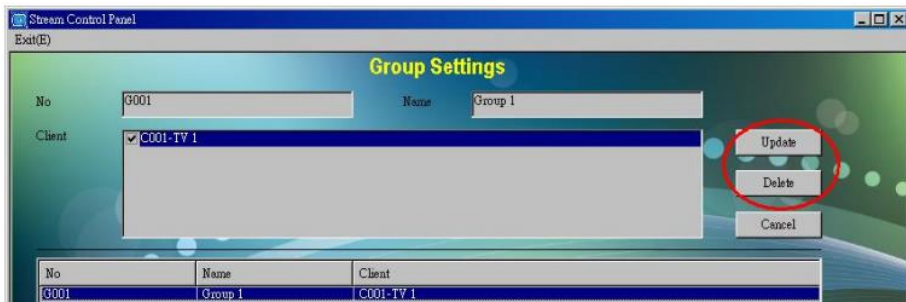 Stream Control Panel
Exit(E)
Group Settings
No G001 Name Group 1
Client C001-TV 1
Update
Delete
Cancel
No Name Client
G001 Group 1 C001-TV 1